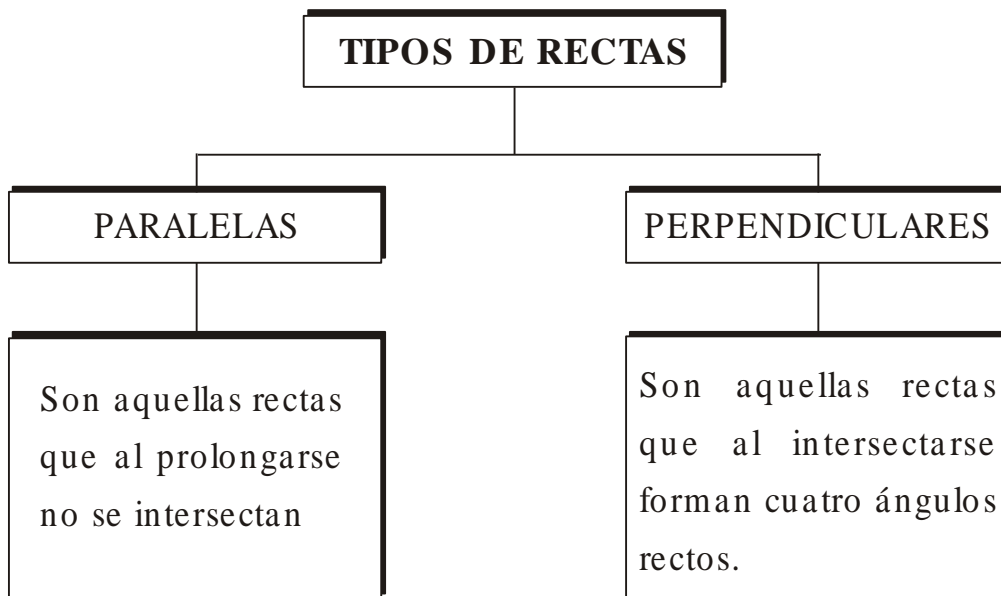 TIPOS DE RECTAS
PARALELAS
PERPENDICULARES
Son aquellas rectas
que al prolongarse
no se intersectan
Son aquellas rectas
que al intersectarse
forman cuatro ángulos
rectos.